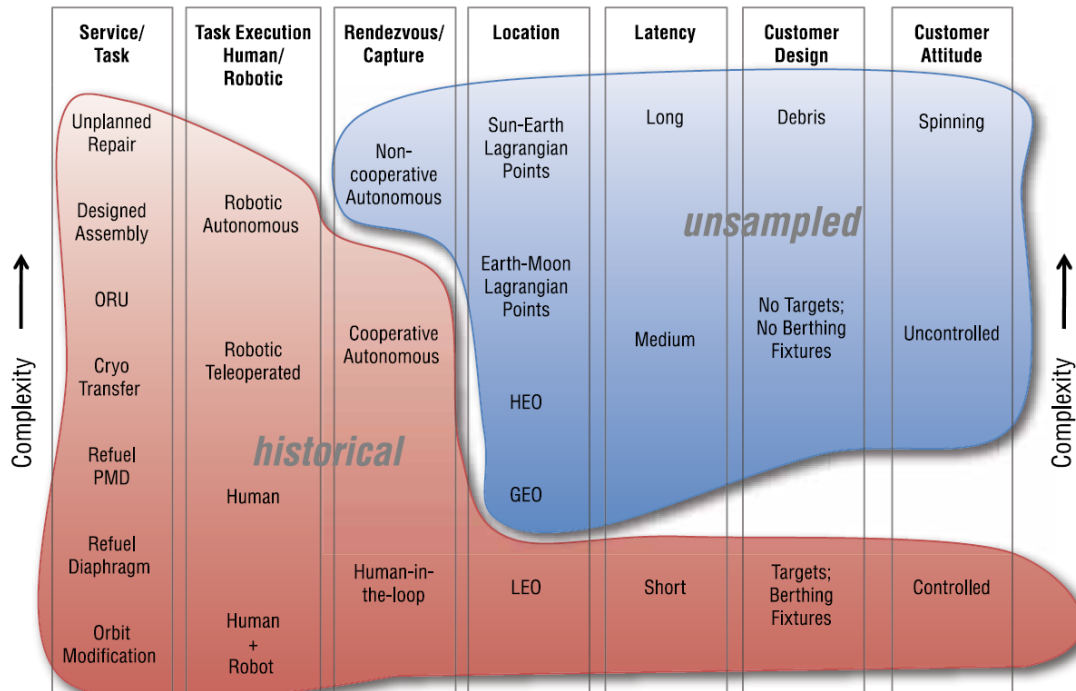 Service/
Task
Task Execution
Human/
Robotic
Rendezvous/
Capture
Location
Latency
Customer
Design
Customer
Attitude
Unplanned
Repair
Designed
Assembly
ORU
Cryo
Transfer
Refuel
PMD
Refuel
Diaphragm
Orbit
Modification
Robotic
Autonomous
Robotic
Teleoperated
Human
Human
+
Robot
Non-
cooperative
Autonomous
Cooperative
Autonomous
Human-in-
the-loop
Sun-Earth
Lagrangian
Points
Earth-Moon
Lagrangian
Points
HEO
GEO
LEO
Long
Medium
Short
Debris
No Targets;
No Berthing
Fixtures
Targets;
Berthing
Fixtures
Spinning
Uncontrolled
Controlled
historical
unsampled
Complexity
Complexity